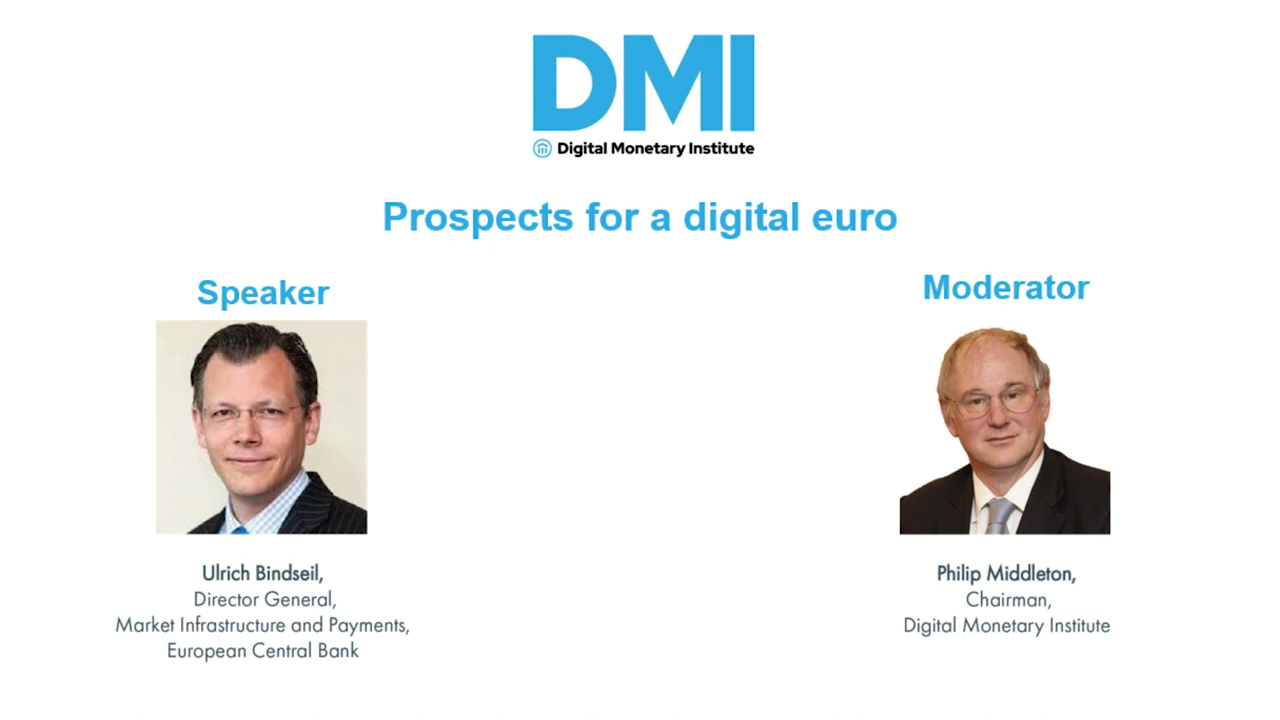 DMI
Digital Monetary Institute
Prospects for a digital euro
Speaker
Moderator
Ulrich Bindseil,
Director General,
Market Infrastructure and Payments,
European Central Bank
Philip Middleton,
Chairman,
Digital Monetary Institute